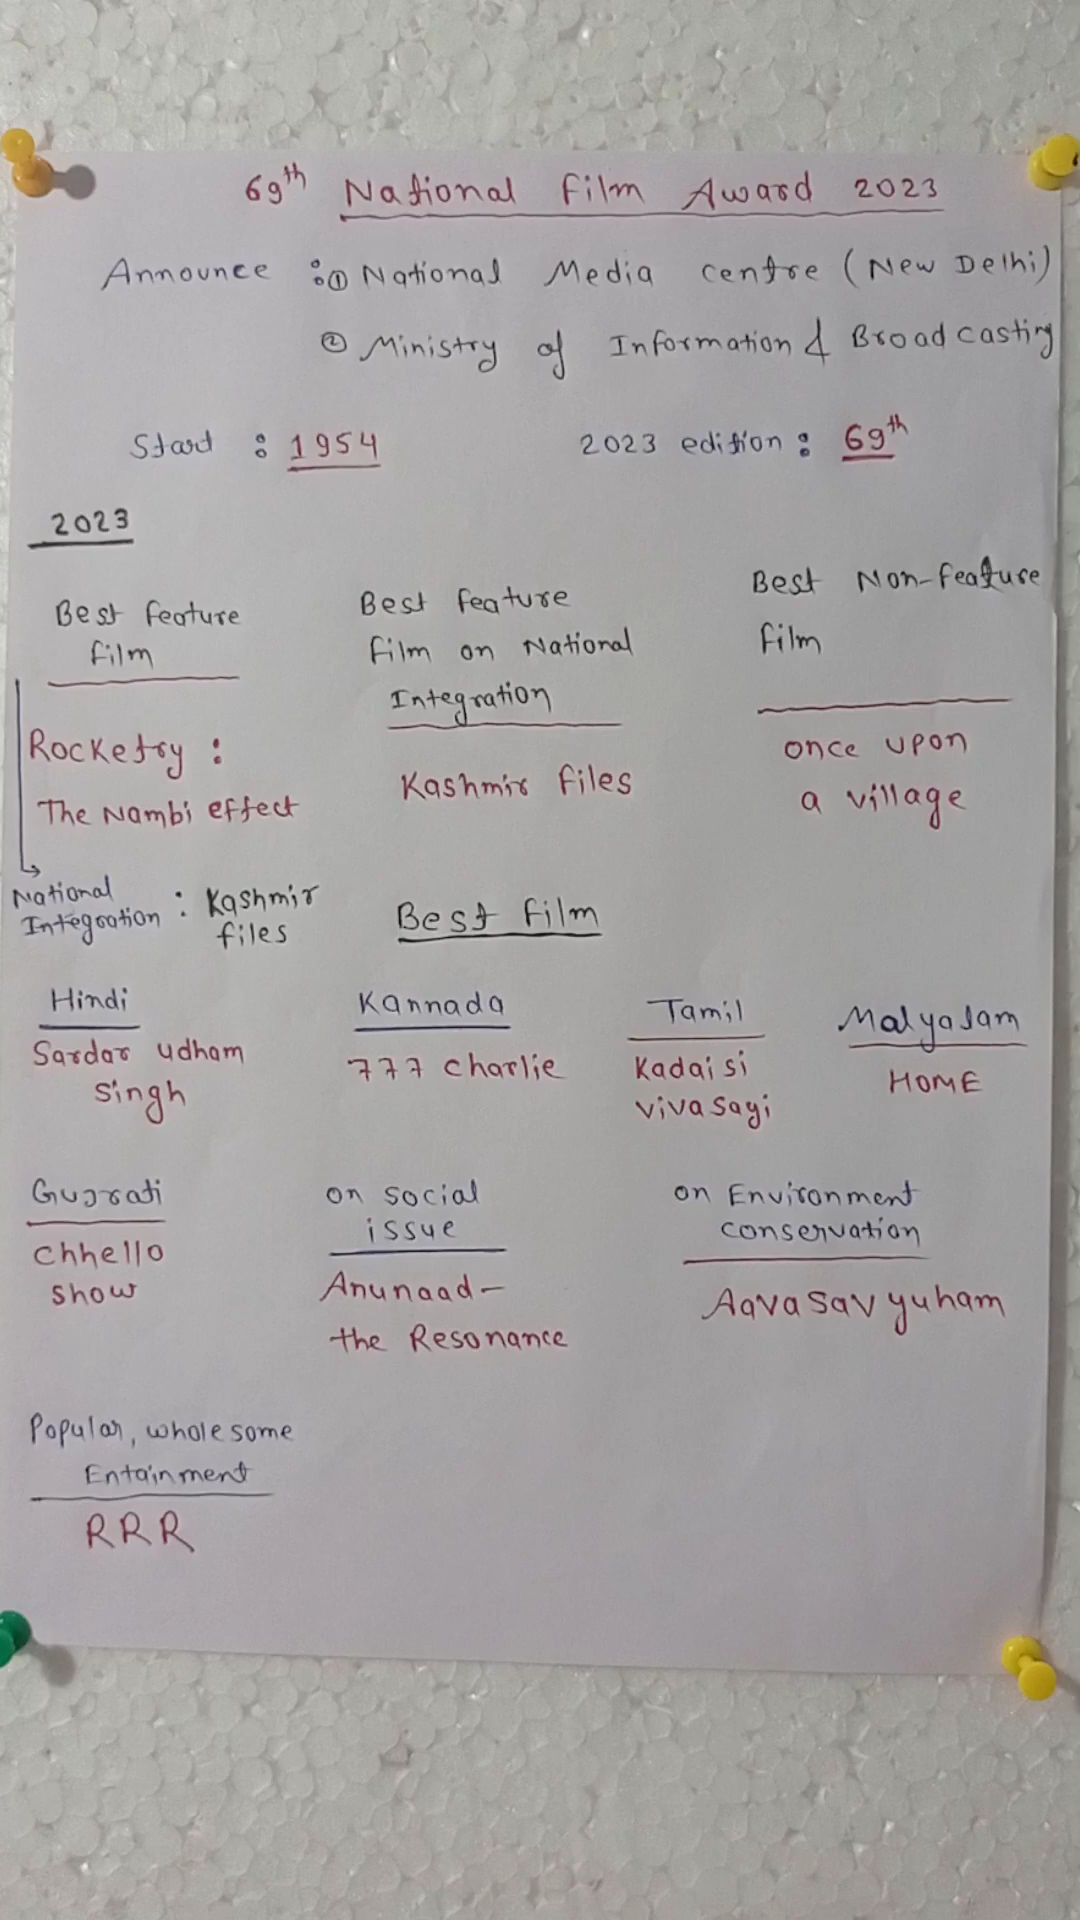 69th National Film Award 2023
Announce : ① National Media centre (New Delhi)
② Ministry of Information & Broadcasting
Start : 1954 2023 edition : 69th
2023
Best feature
film
Best feature
film on National
Integration
Best Non-feature
film
Rocketry :
The Nambi effect
Kashmir files
once upon
a village
National
Integration : Kashmir
files
Best film
Hindi
Sardar udham
singh
Kannada
777 charlie
Tamil
Kadaisi
vivasayi
Malyalam
HOME
Gujrati
chhello
show
on social
issue
Anunaad-
the Resonance
on Environment
conservation
Aavasavyuham
Popular, wholesome
Entainment
RRR